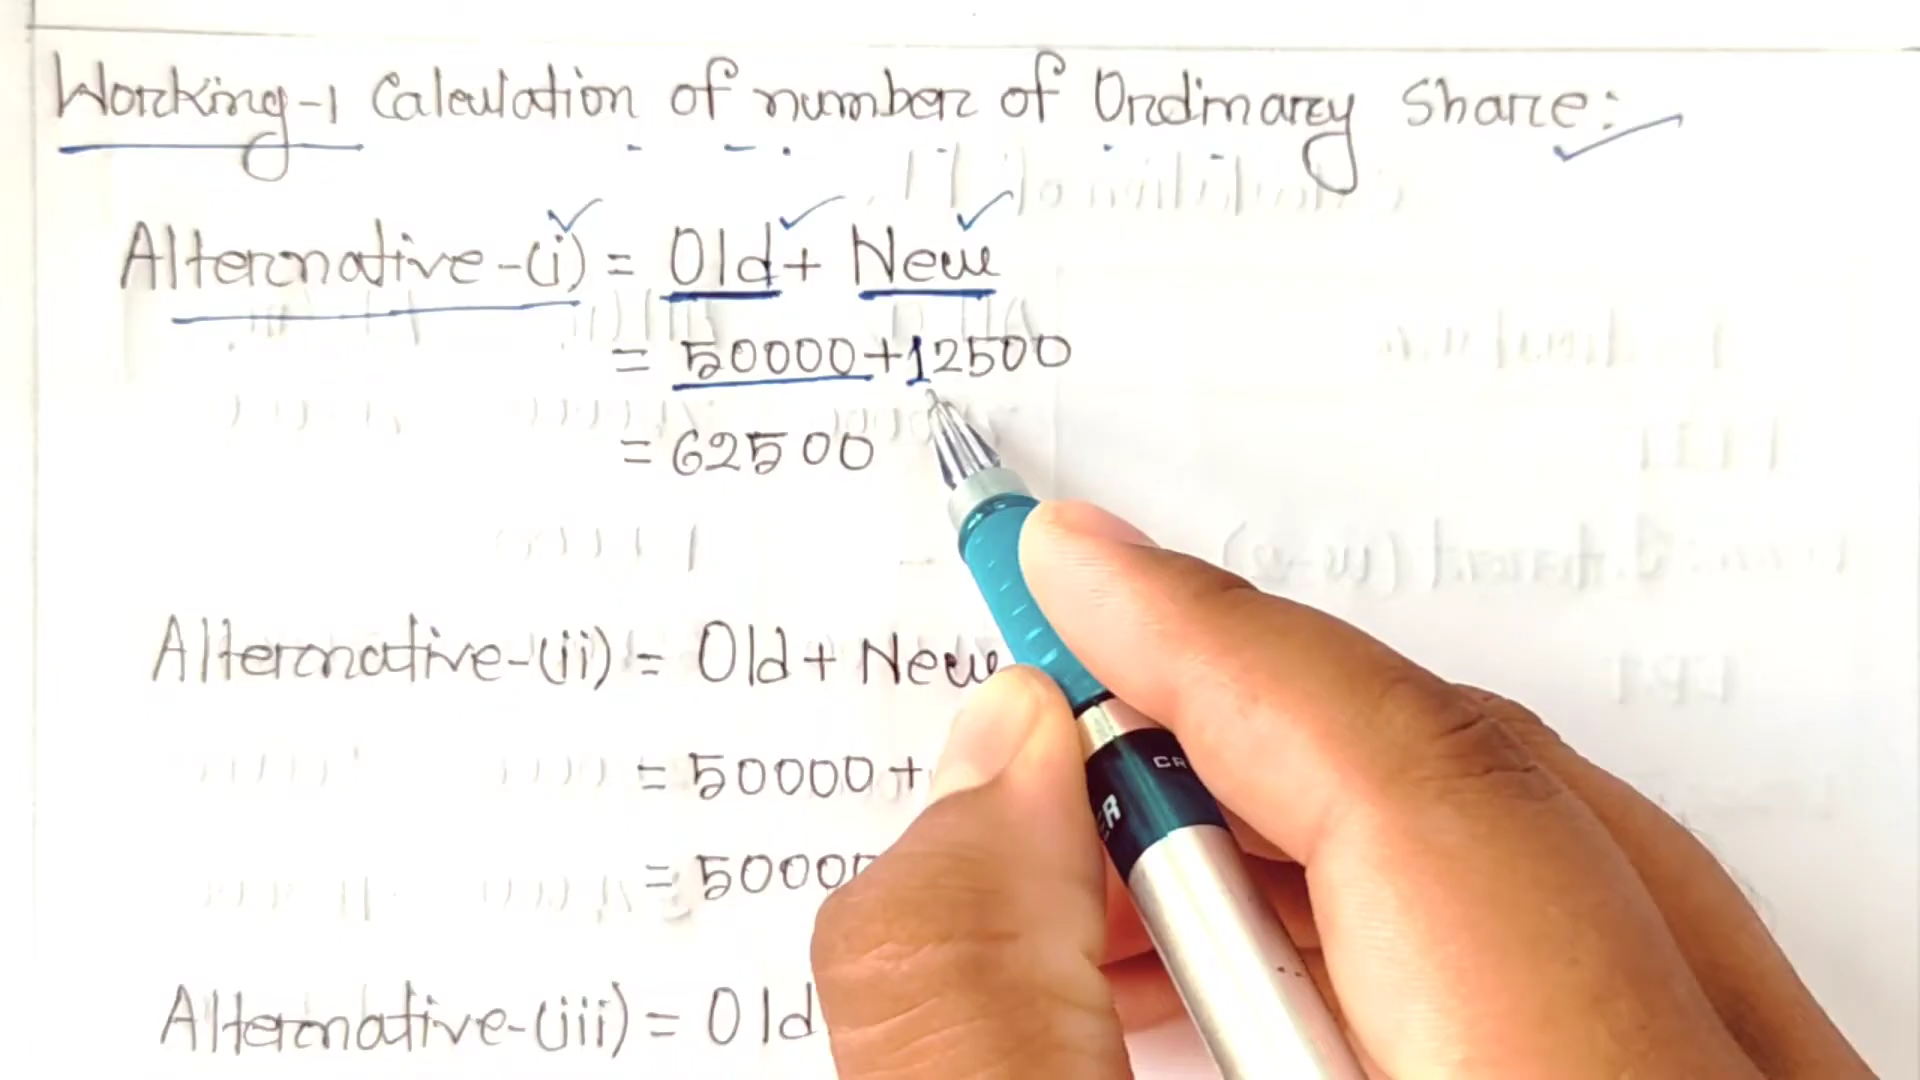 Working-1 Calculation of number of Ordinary Share:
Alternative-(i) = Old + New
= 50000+12500
= 62500
Alternative-(ii) = Old + New
= 50000+
= 5000
Alternative-(iii) = Old
CR